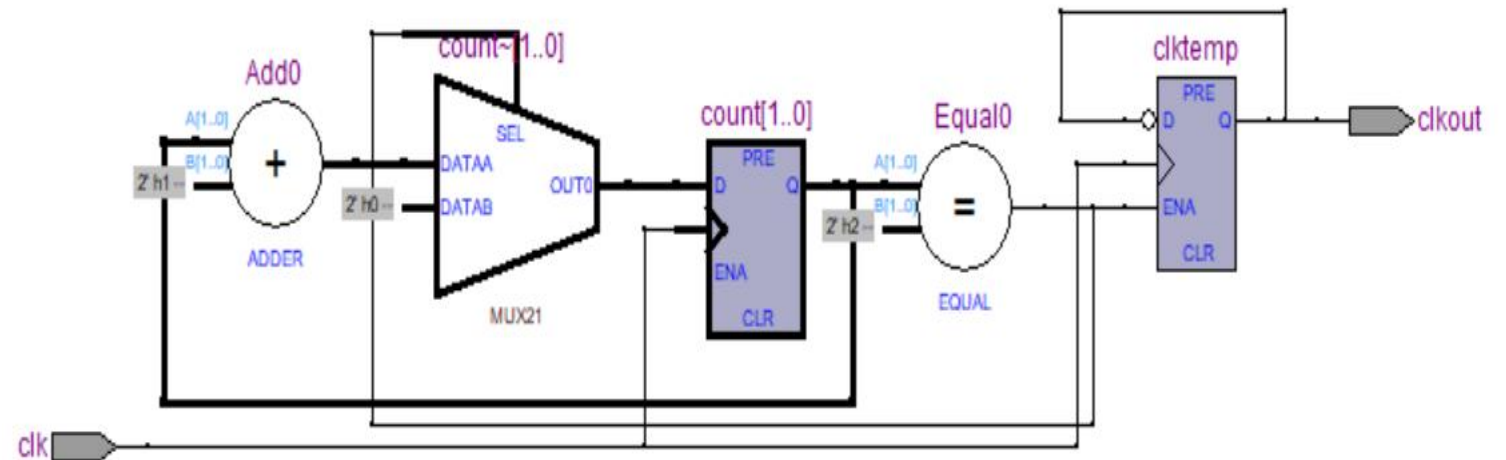 count~[1..0]
clktemp
Add0
PRE
A[1..0]
SEL
count[1..0]
Equal0
D
Q
clkout
+
B[1..0]
DATAA
PRE
A[1..0]
2' h1
OUT0
D
Q
2' h0
DATAB
2' h2
B[1..0]
=
ENA
ADDER
ENA
CLR
MUX21
CLR
EQUAL
clk